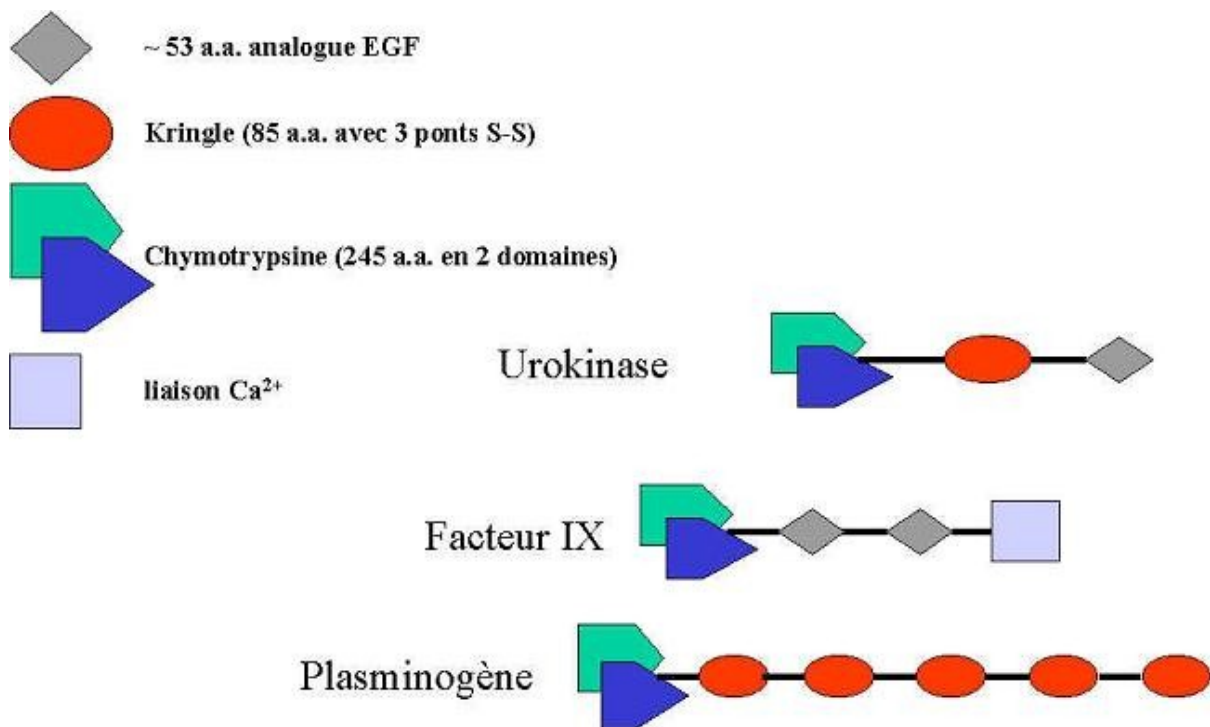 ~ 53 a.a. analogue EGF
Kringle (85 a.a. avec 3 ponts S-S)
Chymotrypsine (245 a.a. en 2 domaines)
liaison Ca²⁺
Urokinase
Facteur IX
Plasminogène